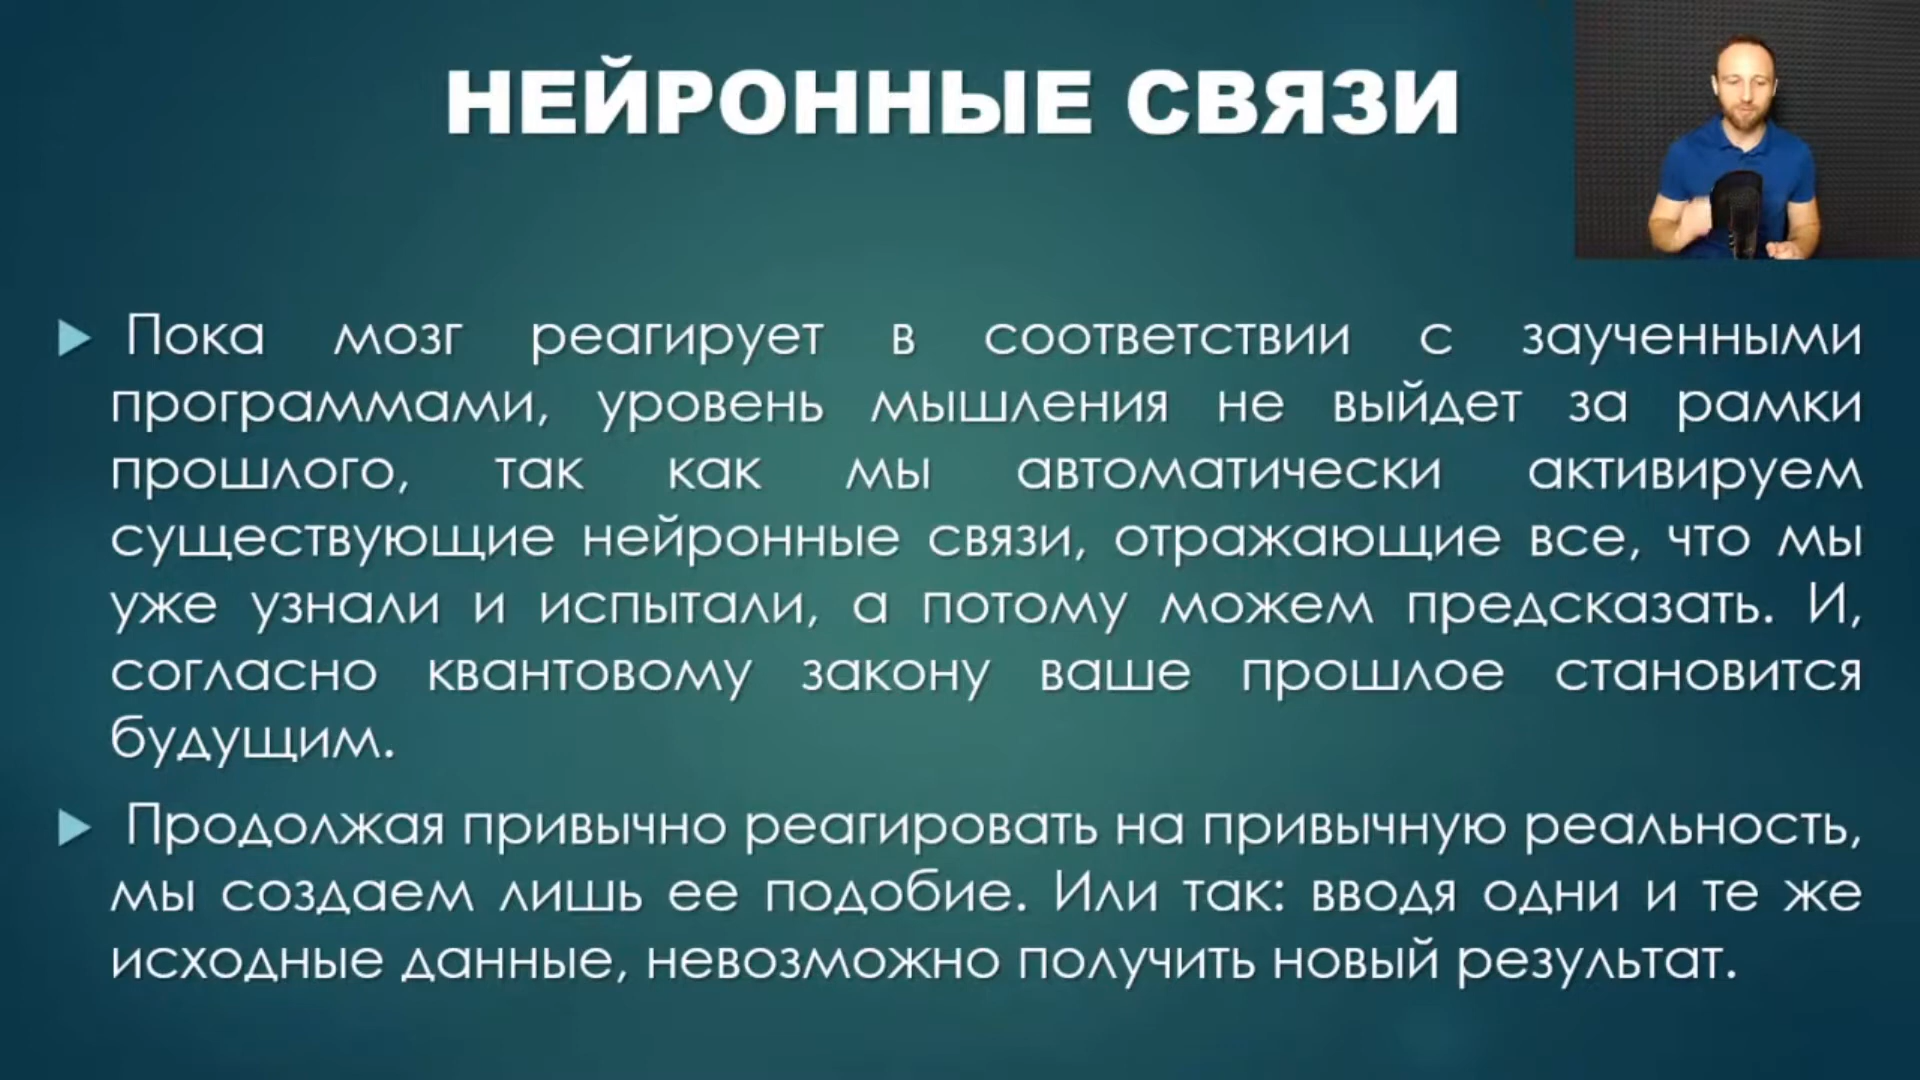 НЕЙРОННЫЕ СВЯЗИ
Пока мозг реагирует в соответствии с заученными
программами, уровень мышления не выйдет за рамки
прошлого, так как мы автоматически активируем
существующие нейронные связи, отражающие все, что мы
уже узнали и испытали, а потому можем предсказать. И,
согласно квантовому закону ваше прошлое становится
будущим.
Продолжая привычно реагировать на привычную реальность,
мы создаем лишь ее подобие. Или так: вводя одни и те же
исходные данные, невозможно получить новый результат.